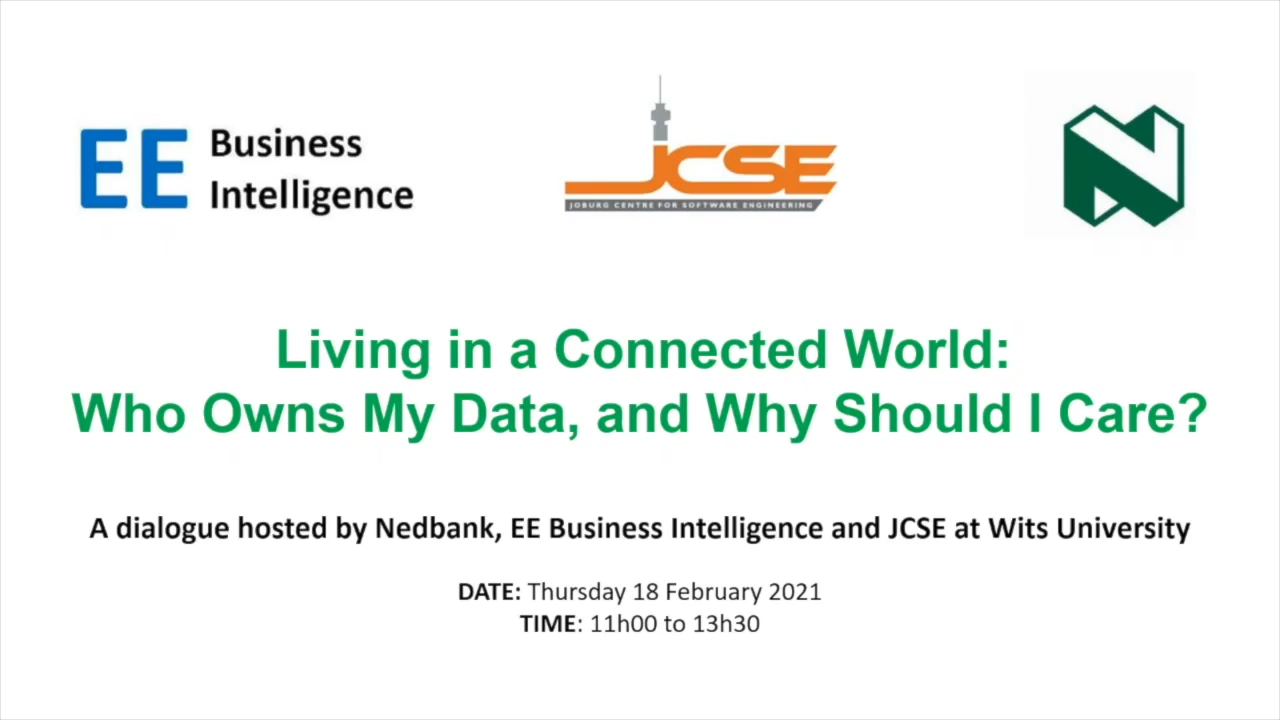 EE Business
Intelligence
JCSE
JOBURG CENTRE FOR SOFTWARE ENGINEERING
N
Living in a Connected World:
Who Owns My Data, and Why Should I Care?
A dialogue hosted by Nedbank, EE Business Intelligence and JCSE at Wits University
DATE: Thursday 18 February 2021
TIME: 11h00 to 13h30